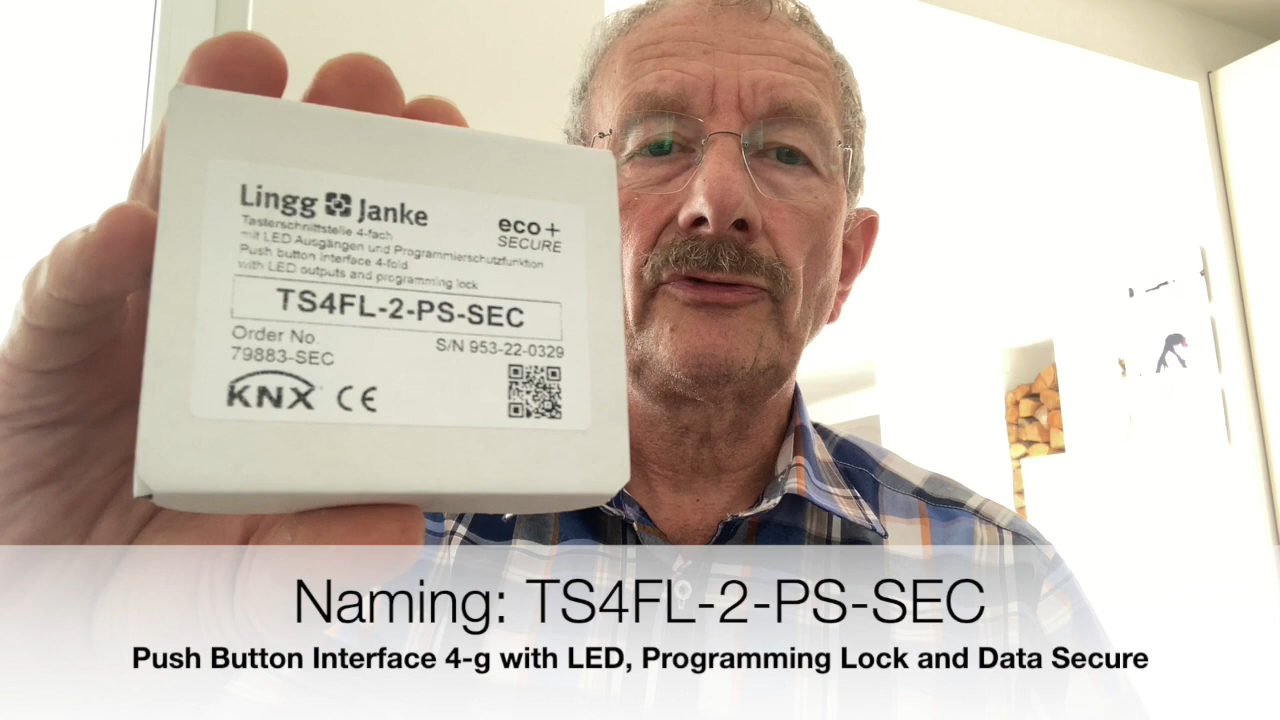 Lingg Janke
eco+
SECURE
Tasterschnittstelle 4-fach
mit LED Ausgängen und Programmierschutzfunktion
Push button interface 4-fold
with LED outputs and programming lock
TS4FL-2-PS-SEC
Order No.
79883-SEC
S/N 953-22-0329
KNX CE
Naming: TS4FL-2-PS-SEC
Push Button Interface 4-g with LED, Programming Lock and Data Secure